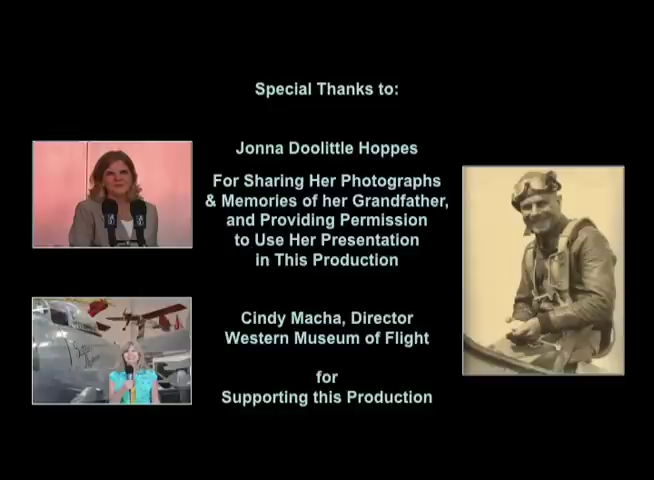 Special Thanks to:
Jonna Doolittle Hoppes
For Sharing Her Photographs
& Memories of her Grandfather,
and Providing Permission
to Use Her Presentation
in This Production
Cindy Macha, Director
Western Museum of Flight
for
Supporting this Production